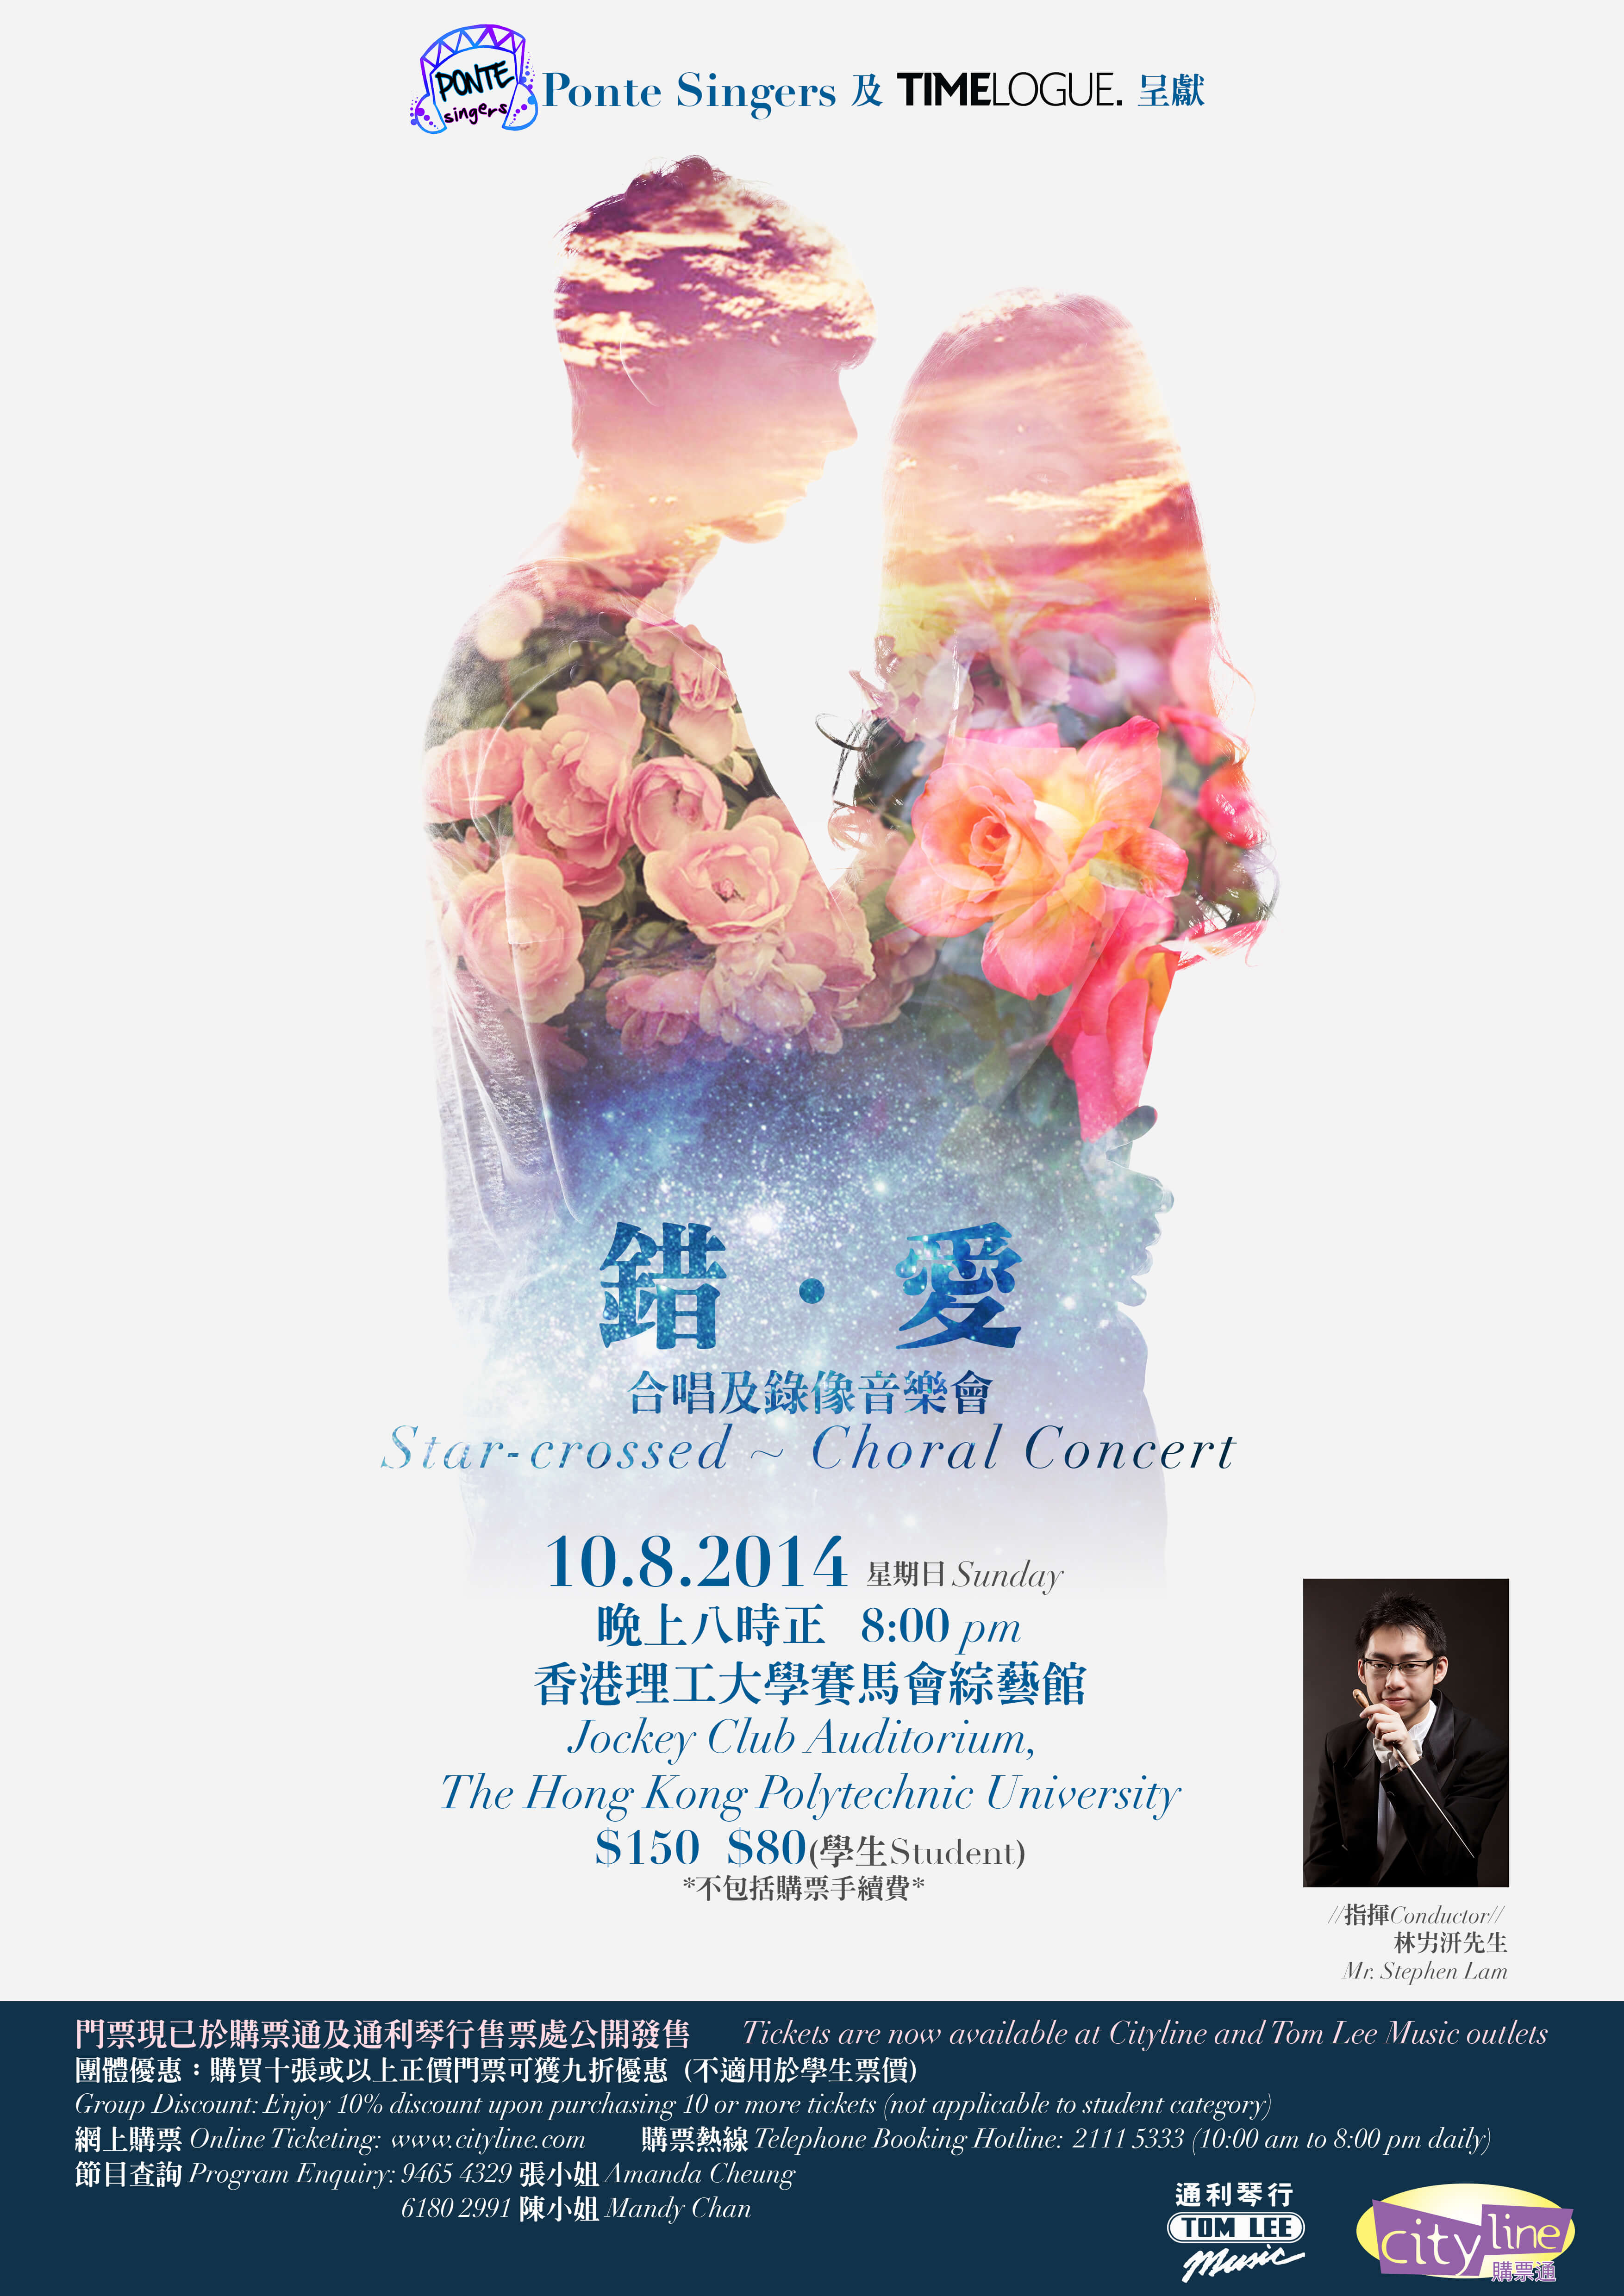 PONTE
singers
Ponte Singers 及 TIMELOGUE. 呈獻
錯・愛
合唱及錄像音樂會
Star-crossed ~ Choral Concert
10.8.2014 星期日 Sunday
晚上八時正 8:00 pm
香港理工大學賽馬會綜藝館
Jockey Club Auditorium,
The Hong Kong Polytechnic University
$150 $80(學生Student)
*不包括購票手續費*
//指揮Conductor//
先生
Mr. Stephen Lam
門票現已於購票通及通利琴行售票處公開發售 Tickets are now available at Cityline and Tom Lee Music outlets
團體優惠：購買十張或以上正價門票可獲九折優惠 (不適用於學生票價)
Group Discount: Enjoy 10% discount upon purchasing 10 or more tickets (not applicable to student category)
網上購票 Online Ticketing: www.cityline.com 購票熱線 Telephone Booking Hotline: 2111 5333 (10:00 am to 8:00 pm daily)
節目查詢 Program Enquiry: 9465 4329 張小姐 Amanda Cheung
6180 2991 陳小姐 Mandy Chan
通利琴行
TOM LEE
Music
cityline
購票通